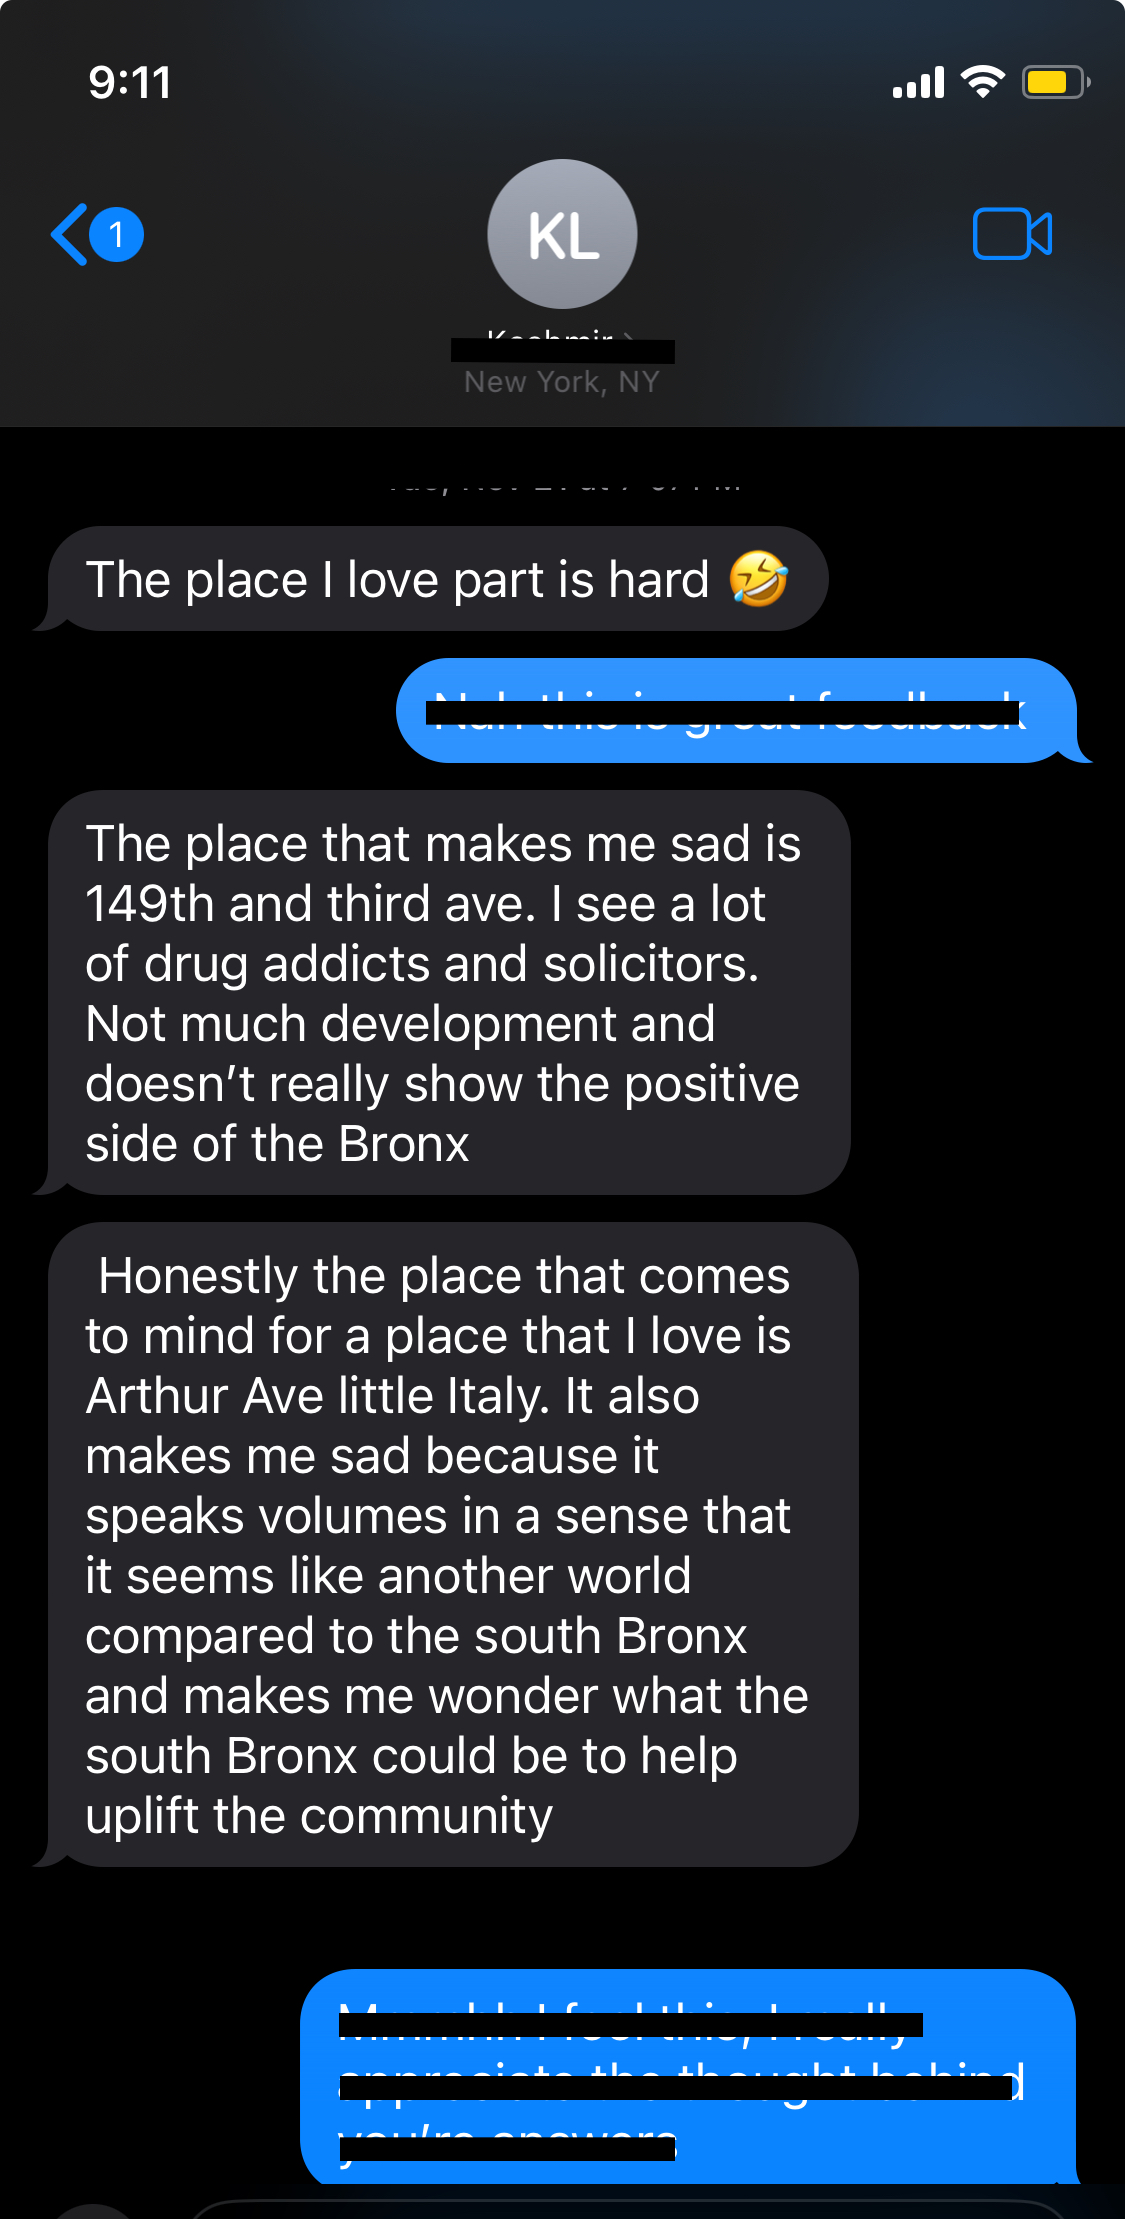 9:11
1
KL
New York, NY
The place I love part is hard 🤣
The place that makes me sad is
149th and third ave. I see a lot
of drug addicts and solicitors.
Not much development and
doesn’t really show the positive
side of the Bronx
Honestly the place that comes
to mind for a place that I love is
Arthur Ave little Italy. It also
makes me sad because it
speaks volumes in a sense that
it seems like another world
compared to the south Bronx
and makes me wonder what the
south Bronx could be to help
uplift the community